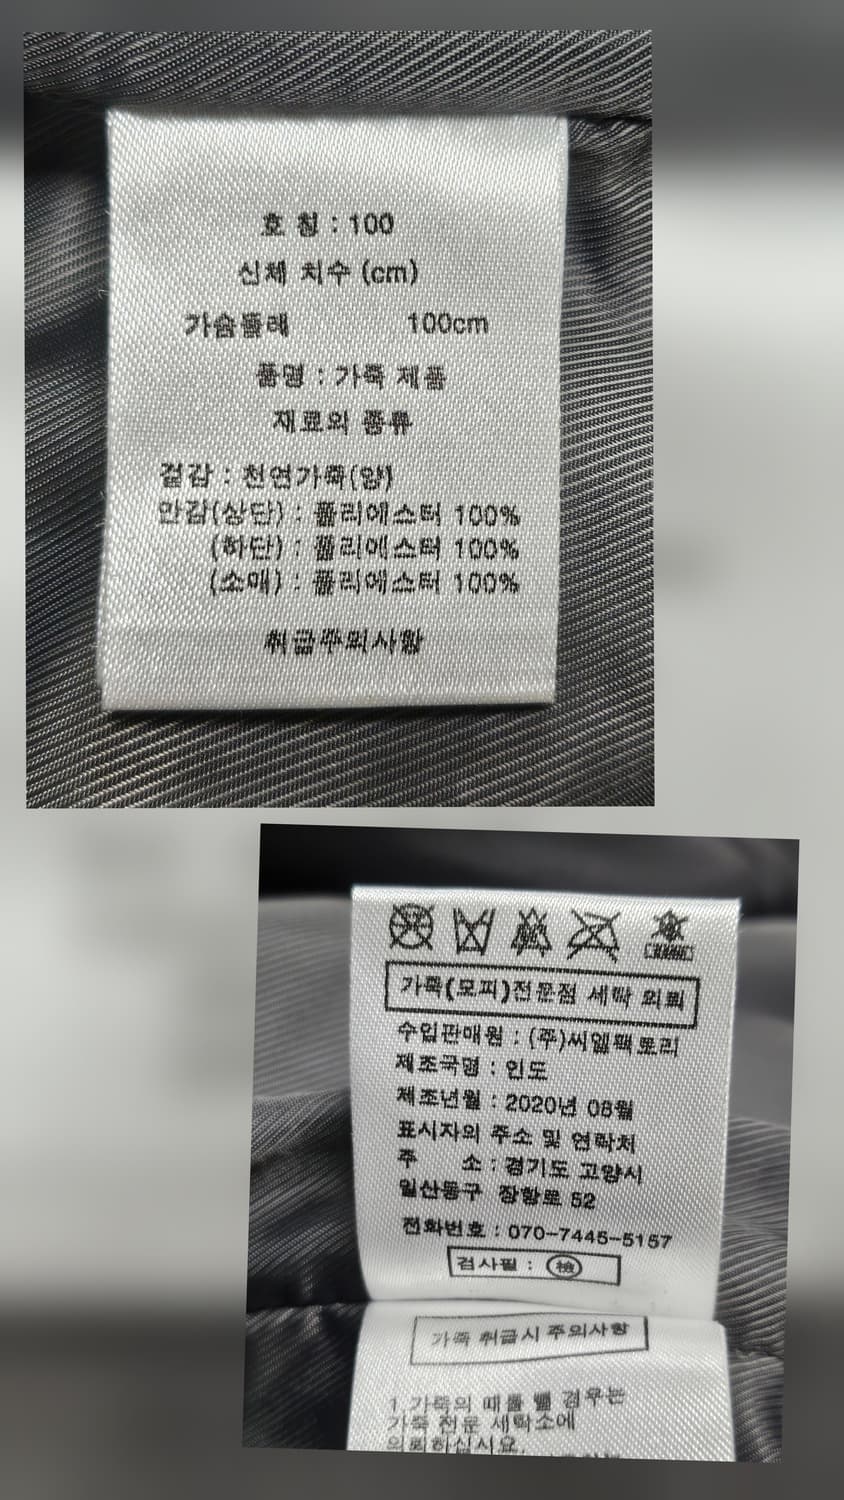 호 칭 : 100
신체 치수 (cm)
가슴둘레 100cm
품명 : 가죽 제품
재료의 종류
겉감 : 천연가죽(양)
안감(상단) : 폴리에스터 100%
(하단) : 폴리에스터 100%
(소매) : 폴리에스터 100%
취급주의사항
가죽(모피)전문점 세탁 의뢰
수입판매원 : (주)씨엘팩토리
제조국명 : 인도
제조년월 : 2020년 08월
표시자의 주소 및 연락처
주 소 : 경기도 고양시
일산동구 장항로 52
전화번호 : 070-7445-5157
검사필 : 檢
가죽 취급시 주의사항
1.가죽의 때를 뺄 경우는
가죽 전문 세탁소에
의뢰하십시요.